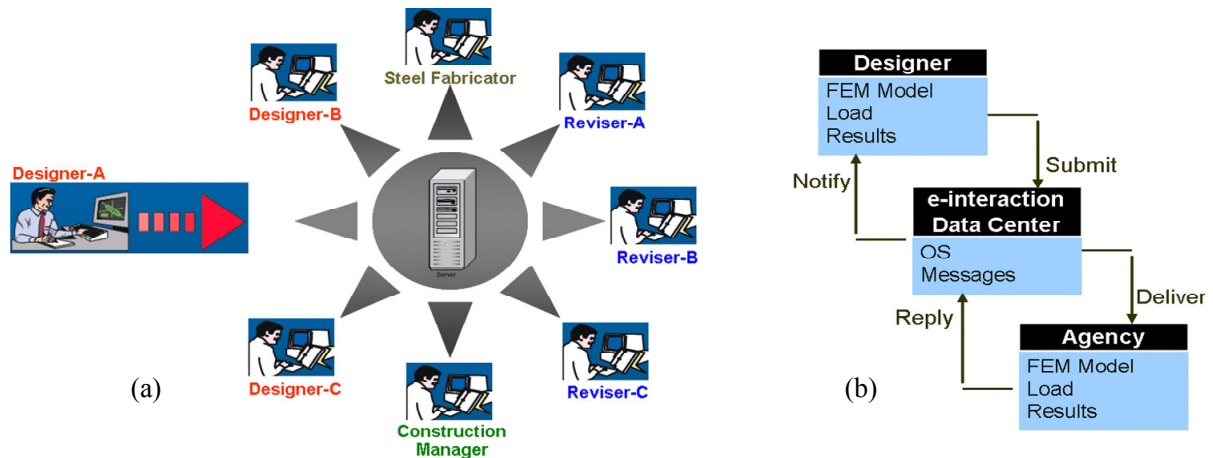 Steel Fabricator
Designer-B
Reviser-A
Designer-A
Server
Reviser-B
Designer-C
Reviser-C
Construction
Manager
(a)
Designer
FEM Model
Load
Results
Notify
Submit
e-interaction
Data Center
OS
Messages
Reply
Deliver
Agency
FEM Model
Load
Results
(b)